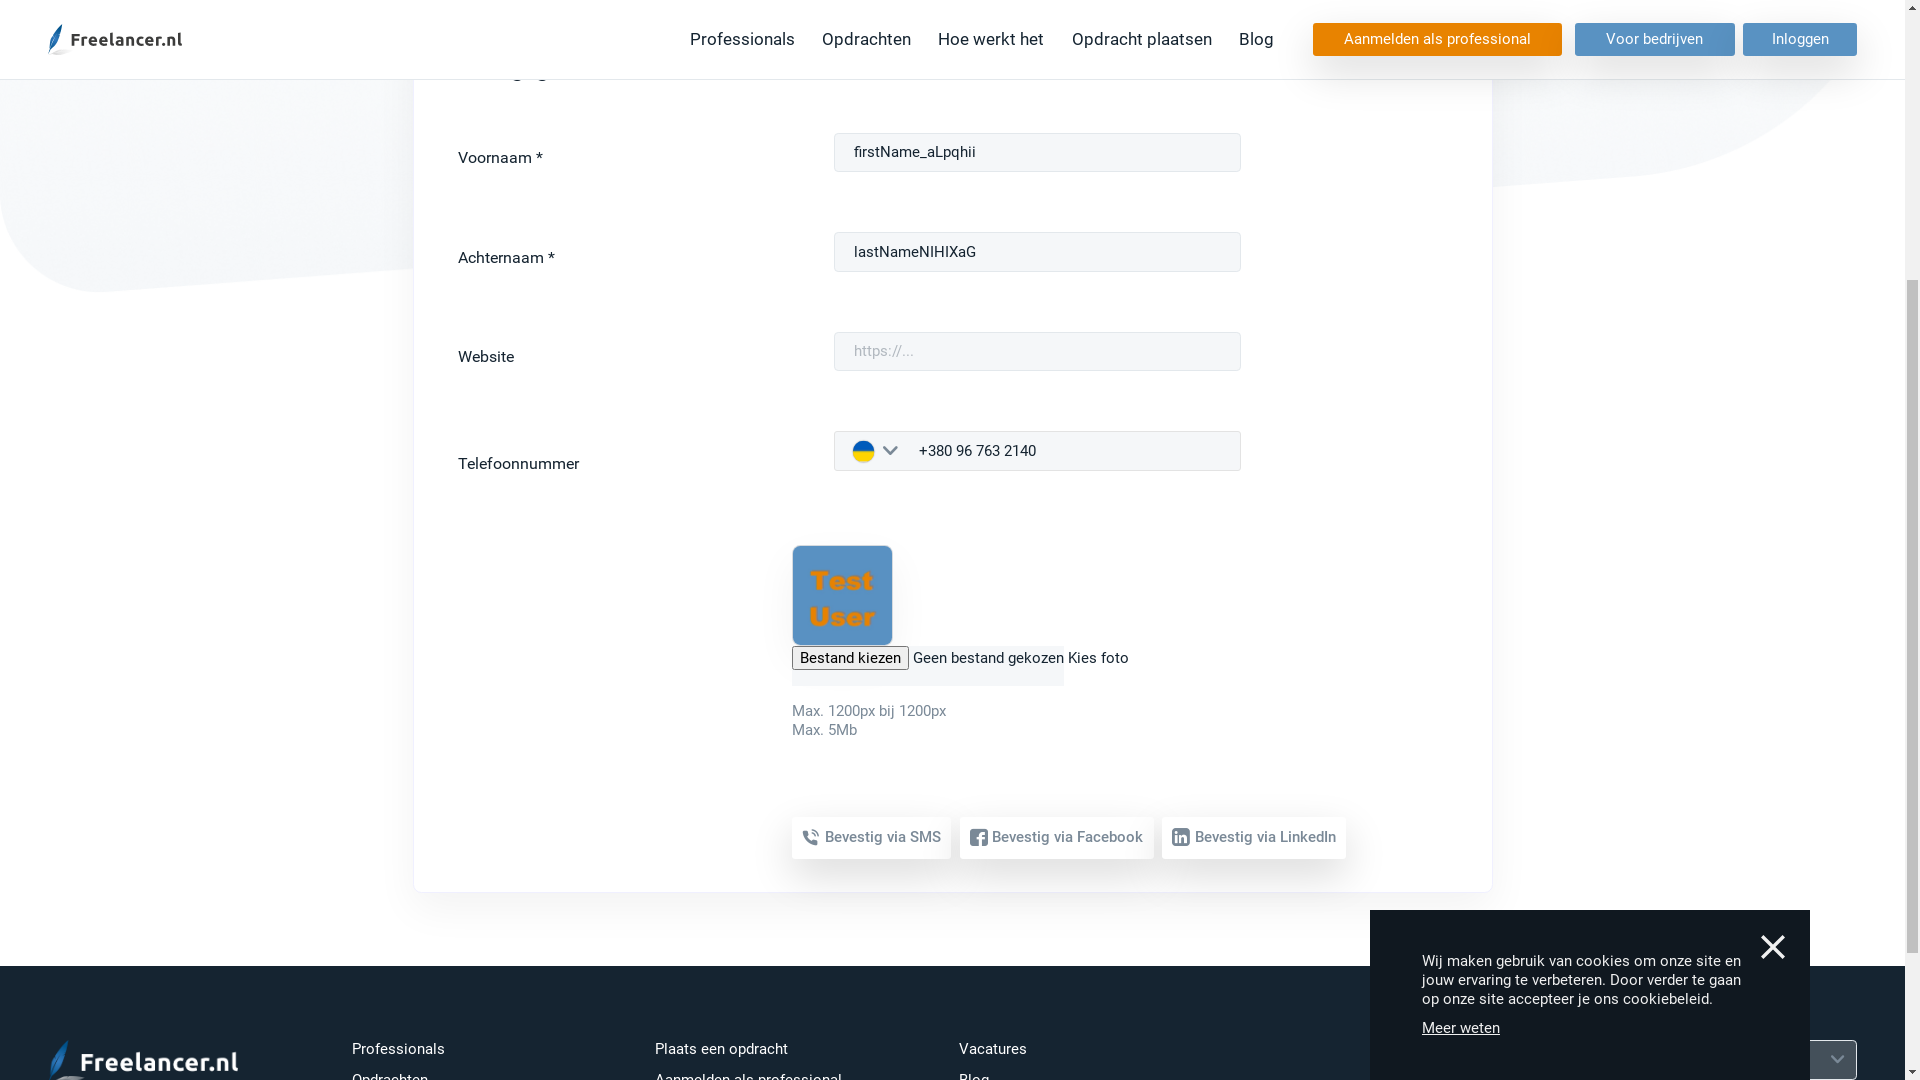 Freelancer.nl
Professionals
Opdrachten
Hoe werkt het
Opdracht plaatsen
Blog
Aanmelden als professional
Voor bedrijven
Inloggen
Voornaam *
firstName_aLpqhii
Achternaam *
lastNameNIHIXaG
Website
https://...
Telefoonnummer
+380 96 763 2140
Test
User
Bestand kiezen Geen bestand gekozen Kies foto
Max. 1200px bij 1200px
Max. 5Mb
Bevestig via SMS
Bevestig via Facebook
Bevestig via LinkedIn
Wij maken gebruik van cookies om onze site en
jouw ervaring te verbeteren. Door verder te gaan
op onze site accepteer je ons cookiebeleid.
Meer weten
Freelancer.nl
Professionals
Plaats een opdracht
Vacatures
Opdrachten
Aanmelden als professional
Blog